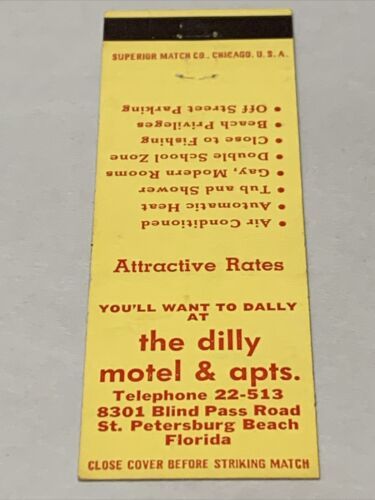 SUPERIOR MATCH CO., CHICAGO, U.S.A.
• Air Conditioned
• Automatic Heat
• Tub and Shower
• Gay, Modern Rooms
• Double School Zone
• Close to Fishing
• Beach Privileges
• Off Street Parking
Attractive Rates
YOU'LL WANT TO DALLY
AT
the dilly
motel & apts.
Telephone 22-513
8301 Blind Pass Road
St. Petersburg Beach
Florida
CLOSE COVER BEFORE STRIKING MATCH